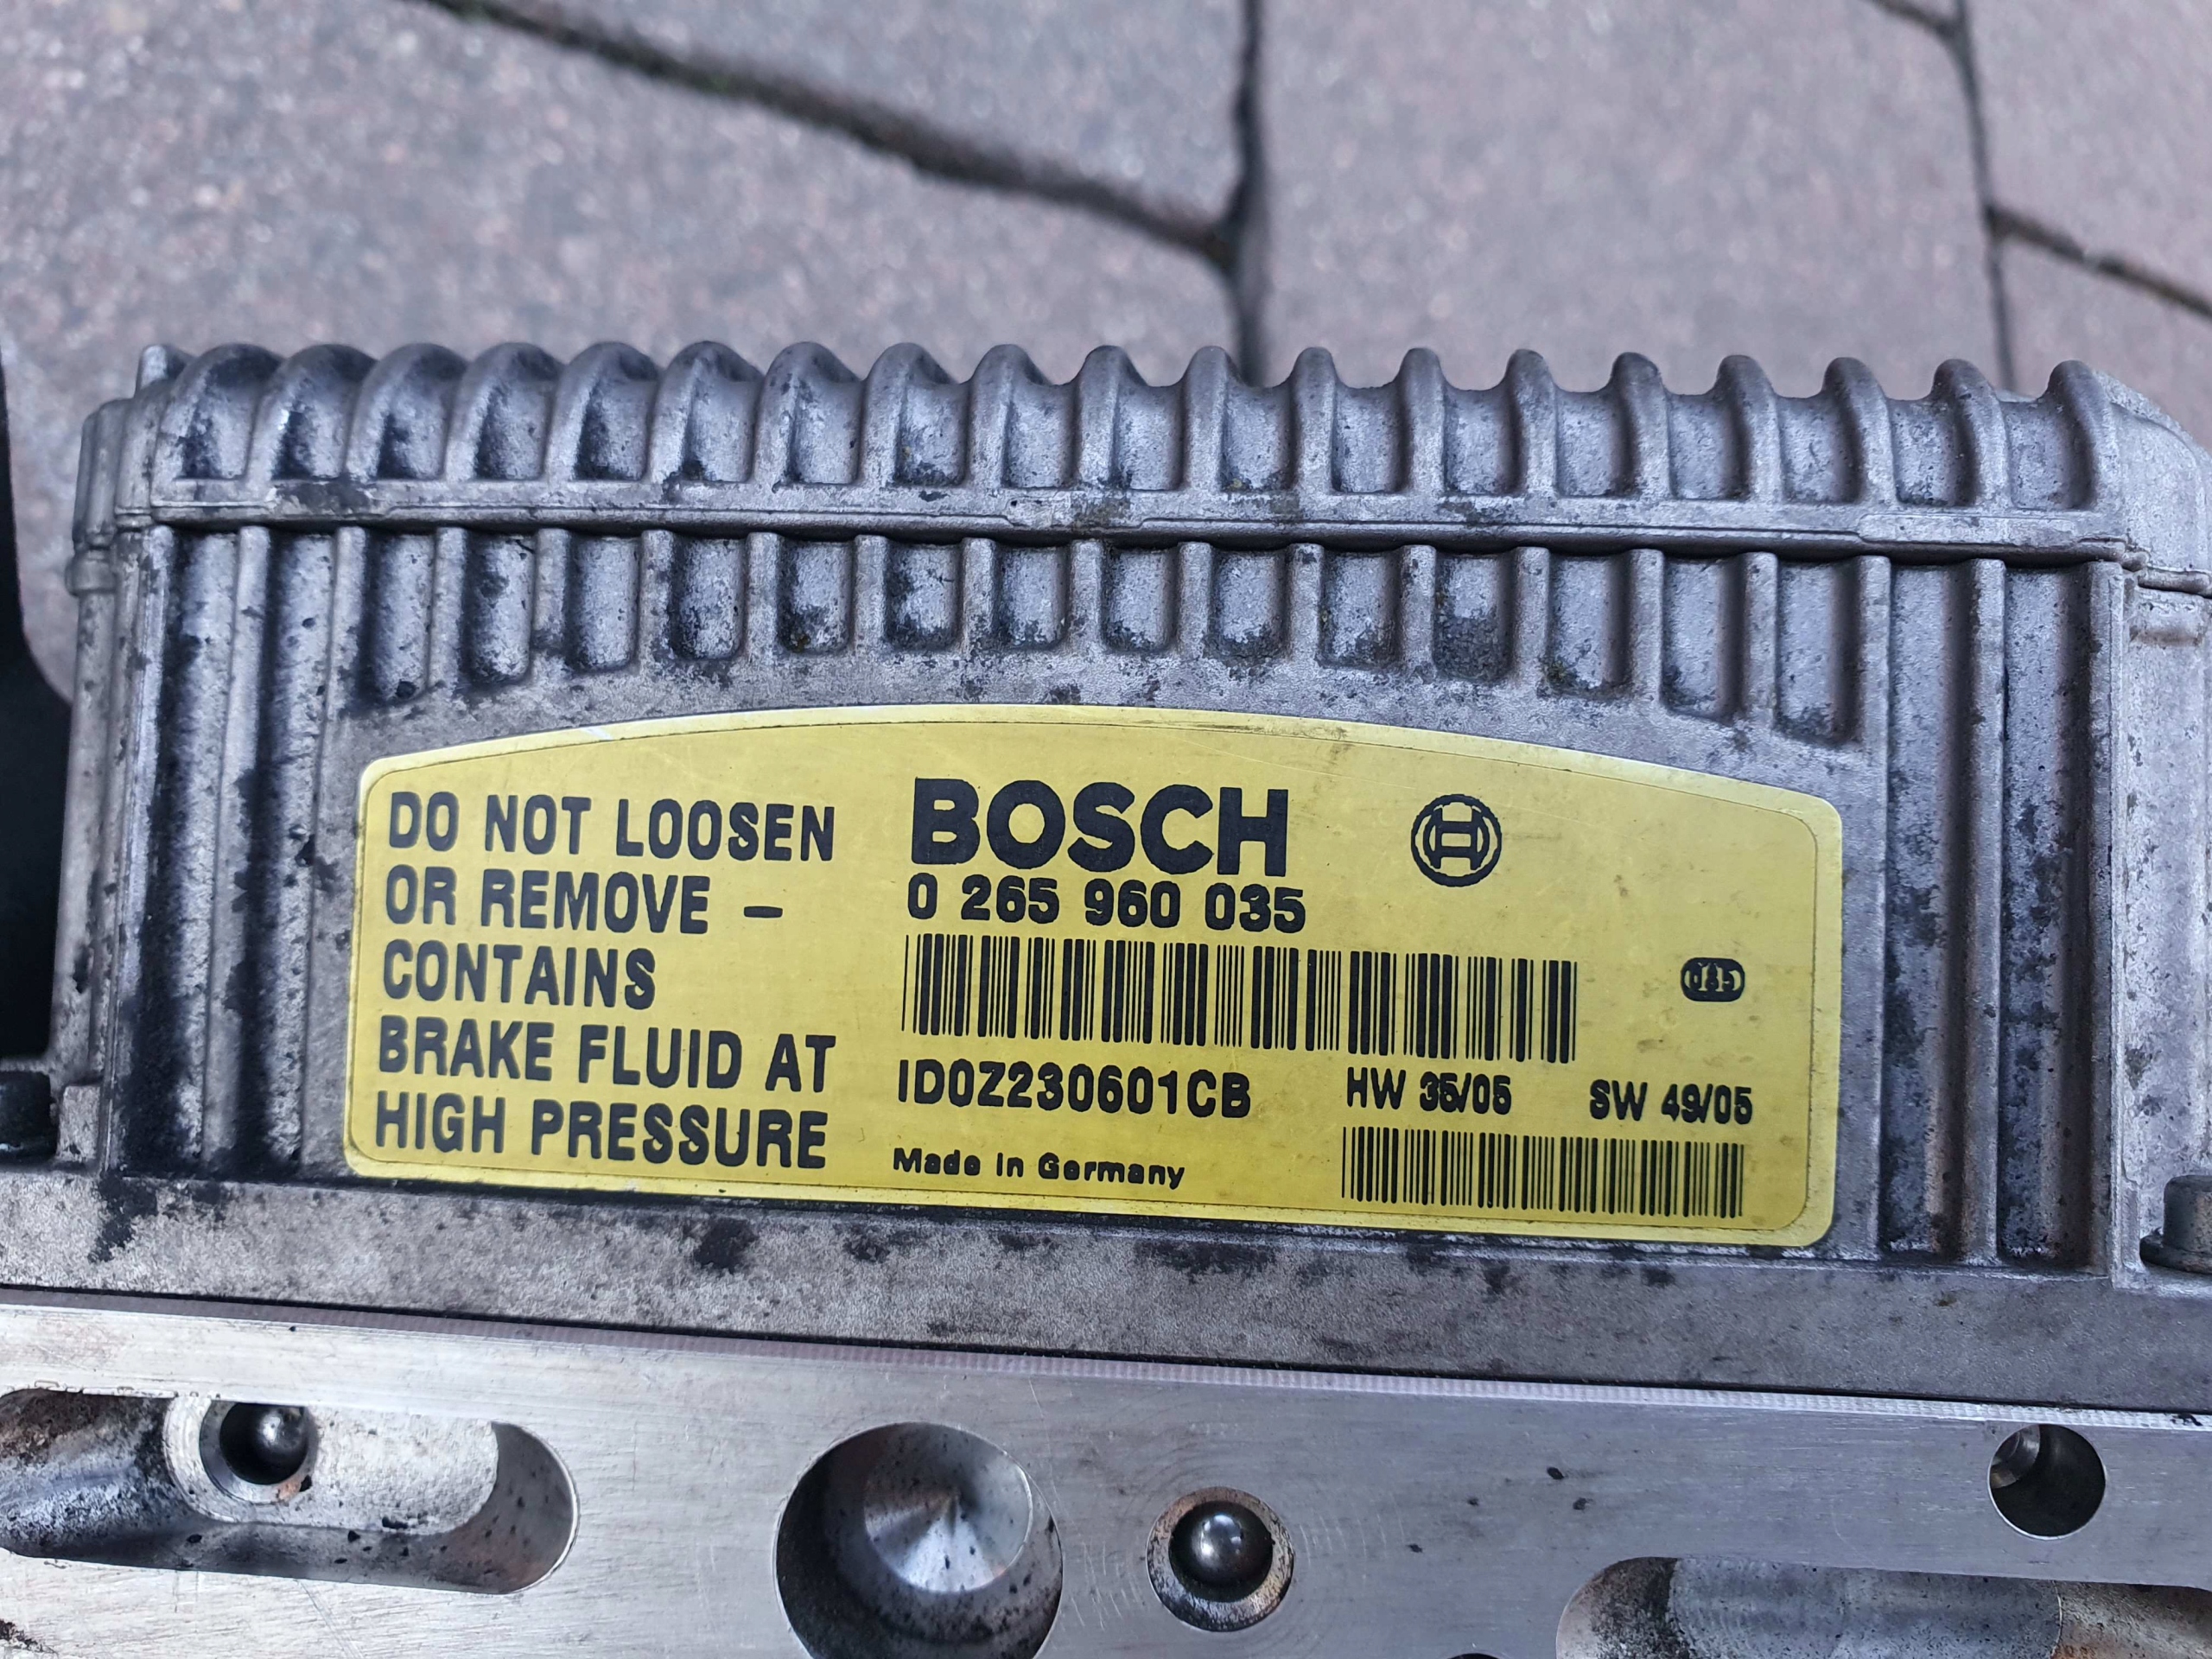 DO NOT LOOSEN
OR REMOVE –
CONTAINS
BRAKE FLUID AT
HIGH PRESSURE
BOSCH
0 265 960 035
085
ID0Z230601CB
HW 35/05
SW 49/05
Made in Germany